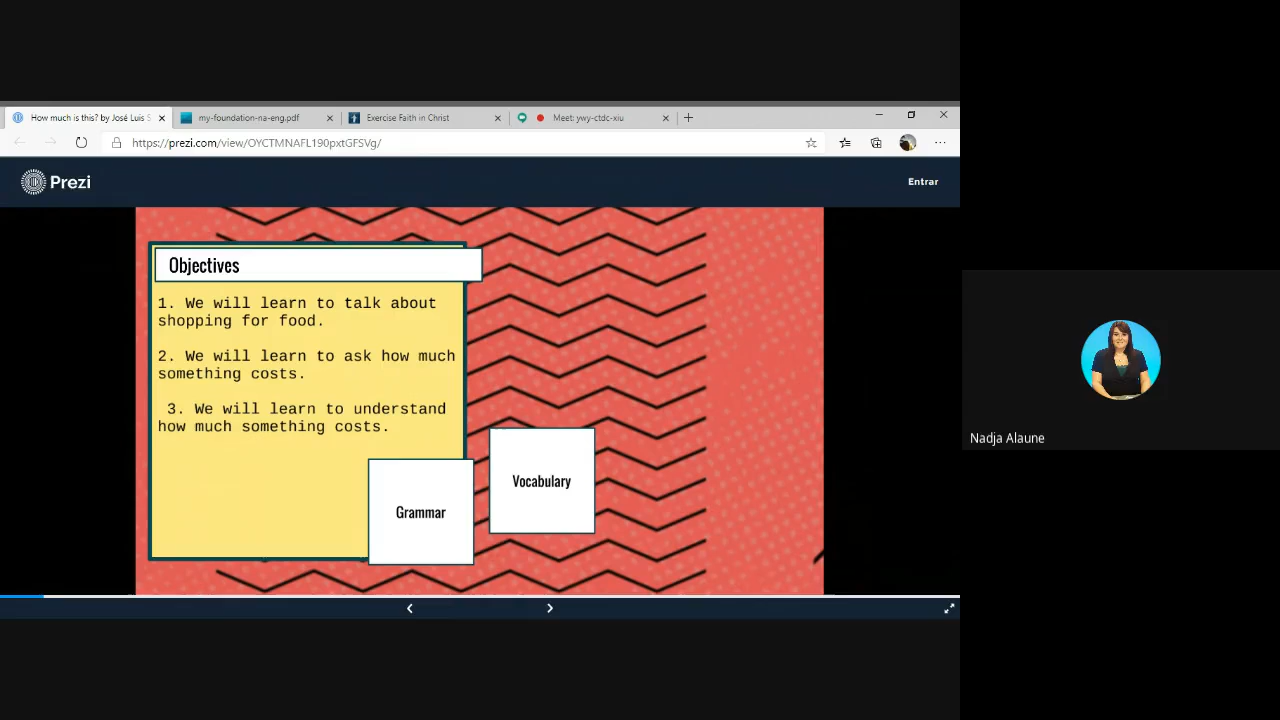 How much is this? by José Luis S
my-foundation-na-eng.pdf
Exercise Faith in Christ
Meet: ywy-ctdc-xiu
https://prezi.com/view/OYCTMNAFL190pxtGFSVg/
Prezi
Entrar
Objectives
1. We will learn to talk about
shopping for food.
2. We will learn to ask how much
something costs.
3. We will learn to understand
how much something costs.
Vocabulary
Grammar
Nadja Alaune